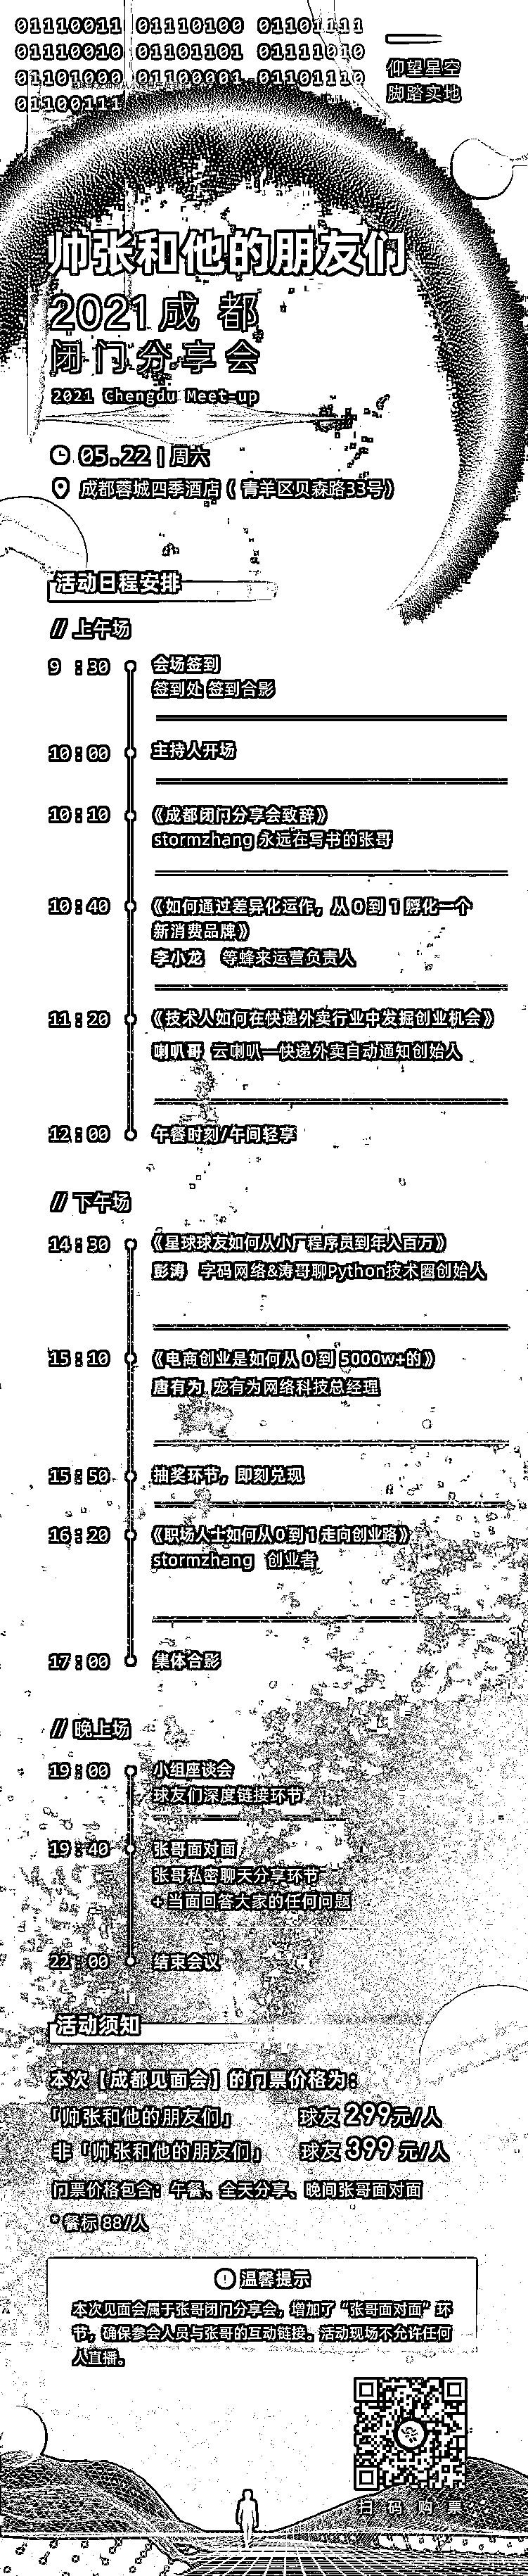 01110011 01110100 01101111
01110010 01101101 01111010
01101000 01100001 01101110
01100111
仰望星空
脚踏实地
帅张和他的朋友们
2021成都
闭门分享会
2021 Chengdu Meet-up
05.22 | 周六
成都蓉城四季酒店（青羊区贝森路33号）
活动日程安排
// 上午场
9 :30 会场签到
签到处 签到合影
10:00 主持人开场
10:10 《成都闭门分享会致辞》
stormzhang 永远在写书的张哥
10:40 《如何通过差异化运作，从 0 到 1 孵化一个
新消费品牌》
李小龙 等蜂来运营负责人
11:20 《技术人如何在快递外卖行业中发掘创业机会》
喇叭哥 云喇叭—快递外卖自动通知创始人
12:00 午餐时刻/午间轻享
// 下午场
14:30 《星球球友如何从小厂程序员到年入百万》
彭涛 字码网络&涛哥聊Python技术圈创始人
15:10 《电商创业是如何从 0 到 5000w+的》
唐有为 宠有为网络科技总经理
15:50 抽奖环节，即刻兑现
16:20 《职场人士如何从0到1 走向创业路》
stormzhang 创业者
17:00 集体合影
// 晚上场
19:00 小组座谈会
球友们深度链接环节
19:40 张哥面对面
张哥私密聊天分享环节
+ 当面回答大家的任何问题
22:00 结束会议
活动须知
本次【成都见面会】的门票价格为：
「帅张和他的朋友们」 球友 299元/人
非「帅张和他的朋友们」 球友 399 元/人
门票价格包含：午餐、全天分享、晚间张哥面对面
*餐标 88/人
温馨提示
本次见面会属于张哥闭门分享会，增加了“张哥面对面”环
节，确保参会人员与张哥的互动链接。活动现场不允许任何
人直播。
扫码购票